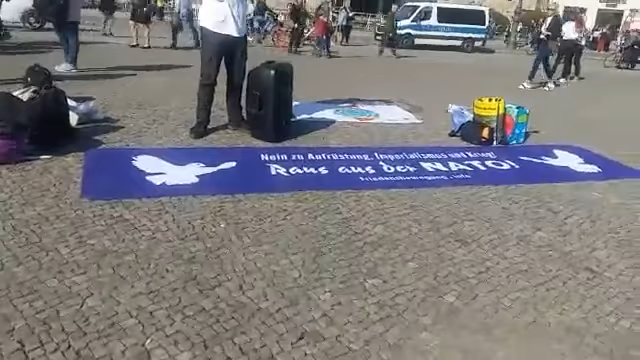 Nein zu Aufrüstung, Imperialismus und Krieg!
Raus aus der NATO!
friedensbewegung.info